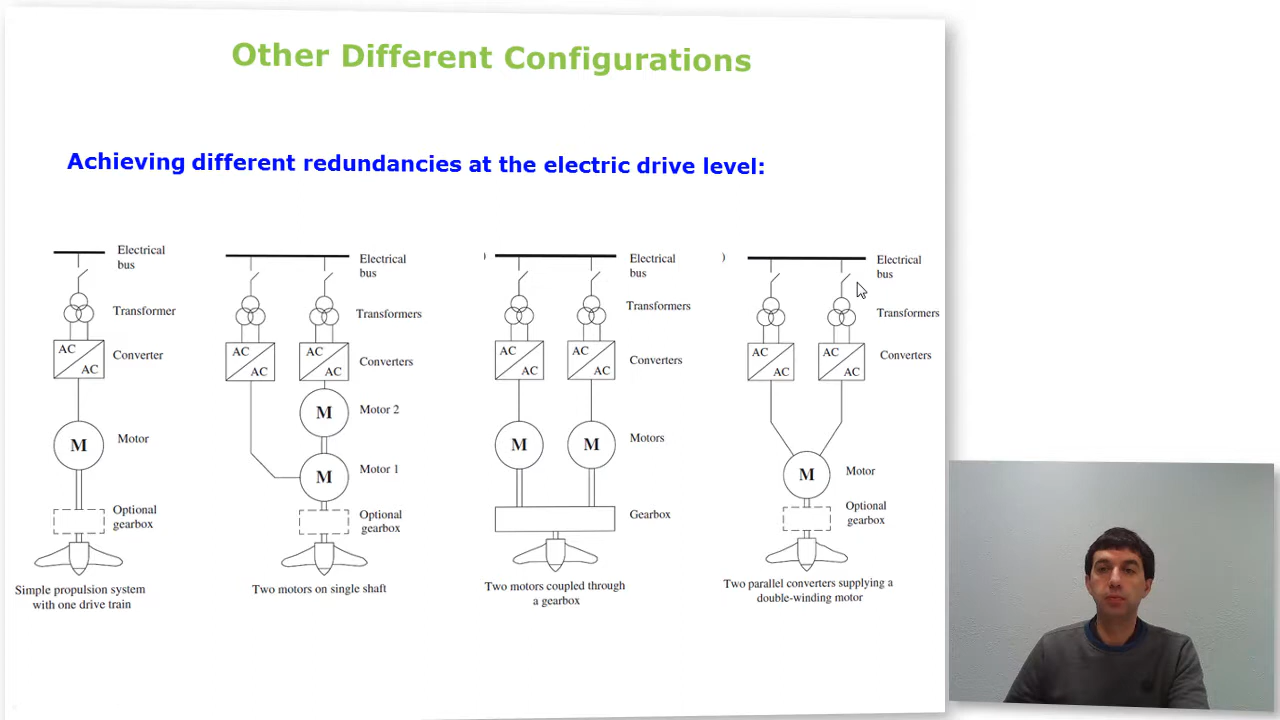 Other Different Configurations
Achieving different redundancies at the electric drive level:
Electrical
bus
Transformer
AC
AC
Converter
M
Motor
Optional
gearbox
Simple propulsion system
with one drive train
Electrical
bus
Transformers
AC
AC
AC
AC
Converters
M
Motor 2
M
Motor 1
Optional
gearbox
Two motors on single shaft
)
Electrical
bus
Transformers
AC
AC
AC
AC
Converters
M
M
Motors
Gearbox
Two motors coupled through
a gearbox
)
Electrical
bus
Transformers
AC
AC
AC
AC
Converters
M
Motor
Optional
gearbox
Two parallel converters supplying a
double-winding motor